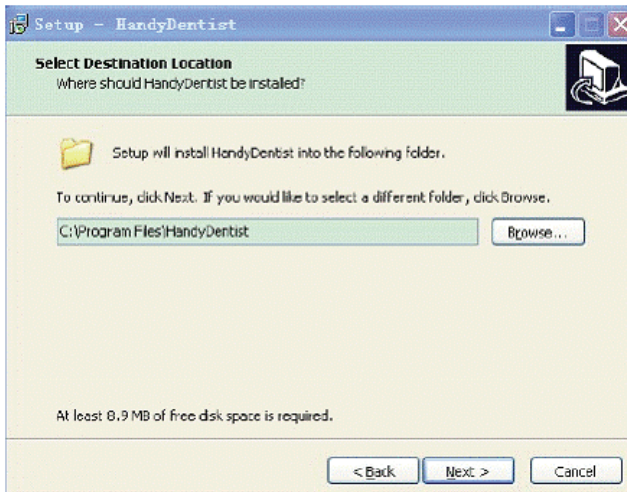 Setup - HandyDentist
Select Destination Location
Where should HandyDentist be installed?
Setup will install HandyDentist into the following folder.
To continue, click Next. If you would like to select a different folder, click Browse.
C:\Program Files\HandyDentist
Browse...
At least 8.9 MB of free disk space is required.
< Back
Next >
Cancel